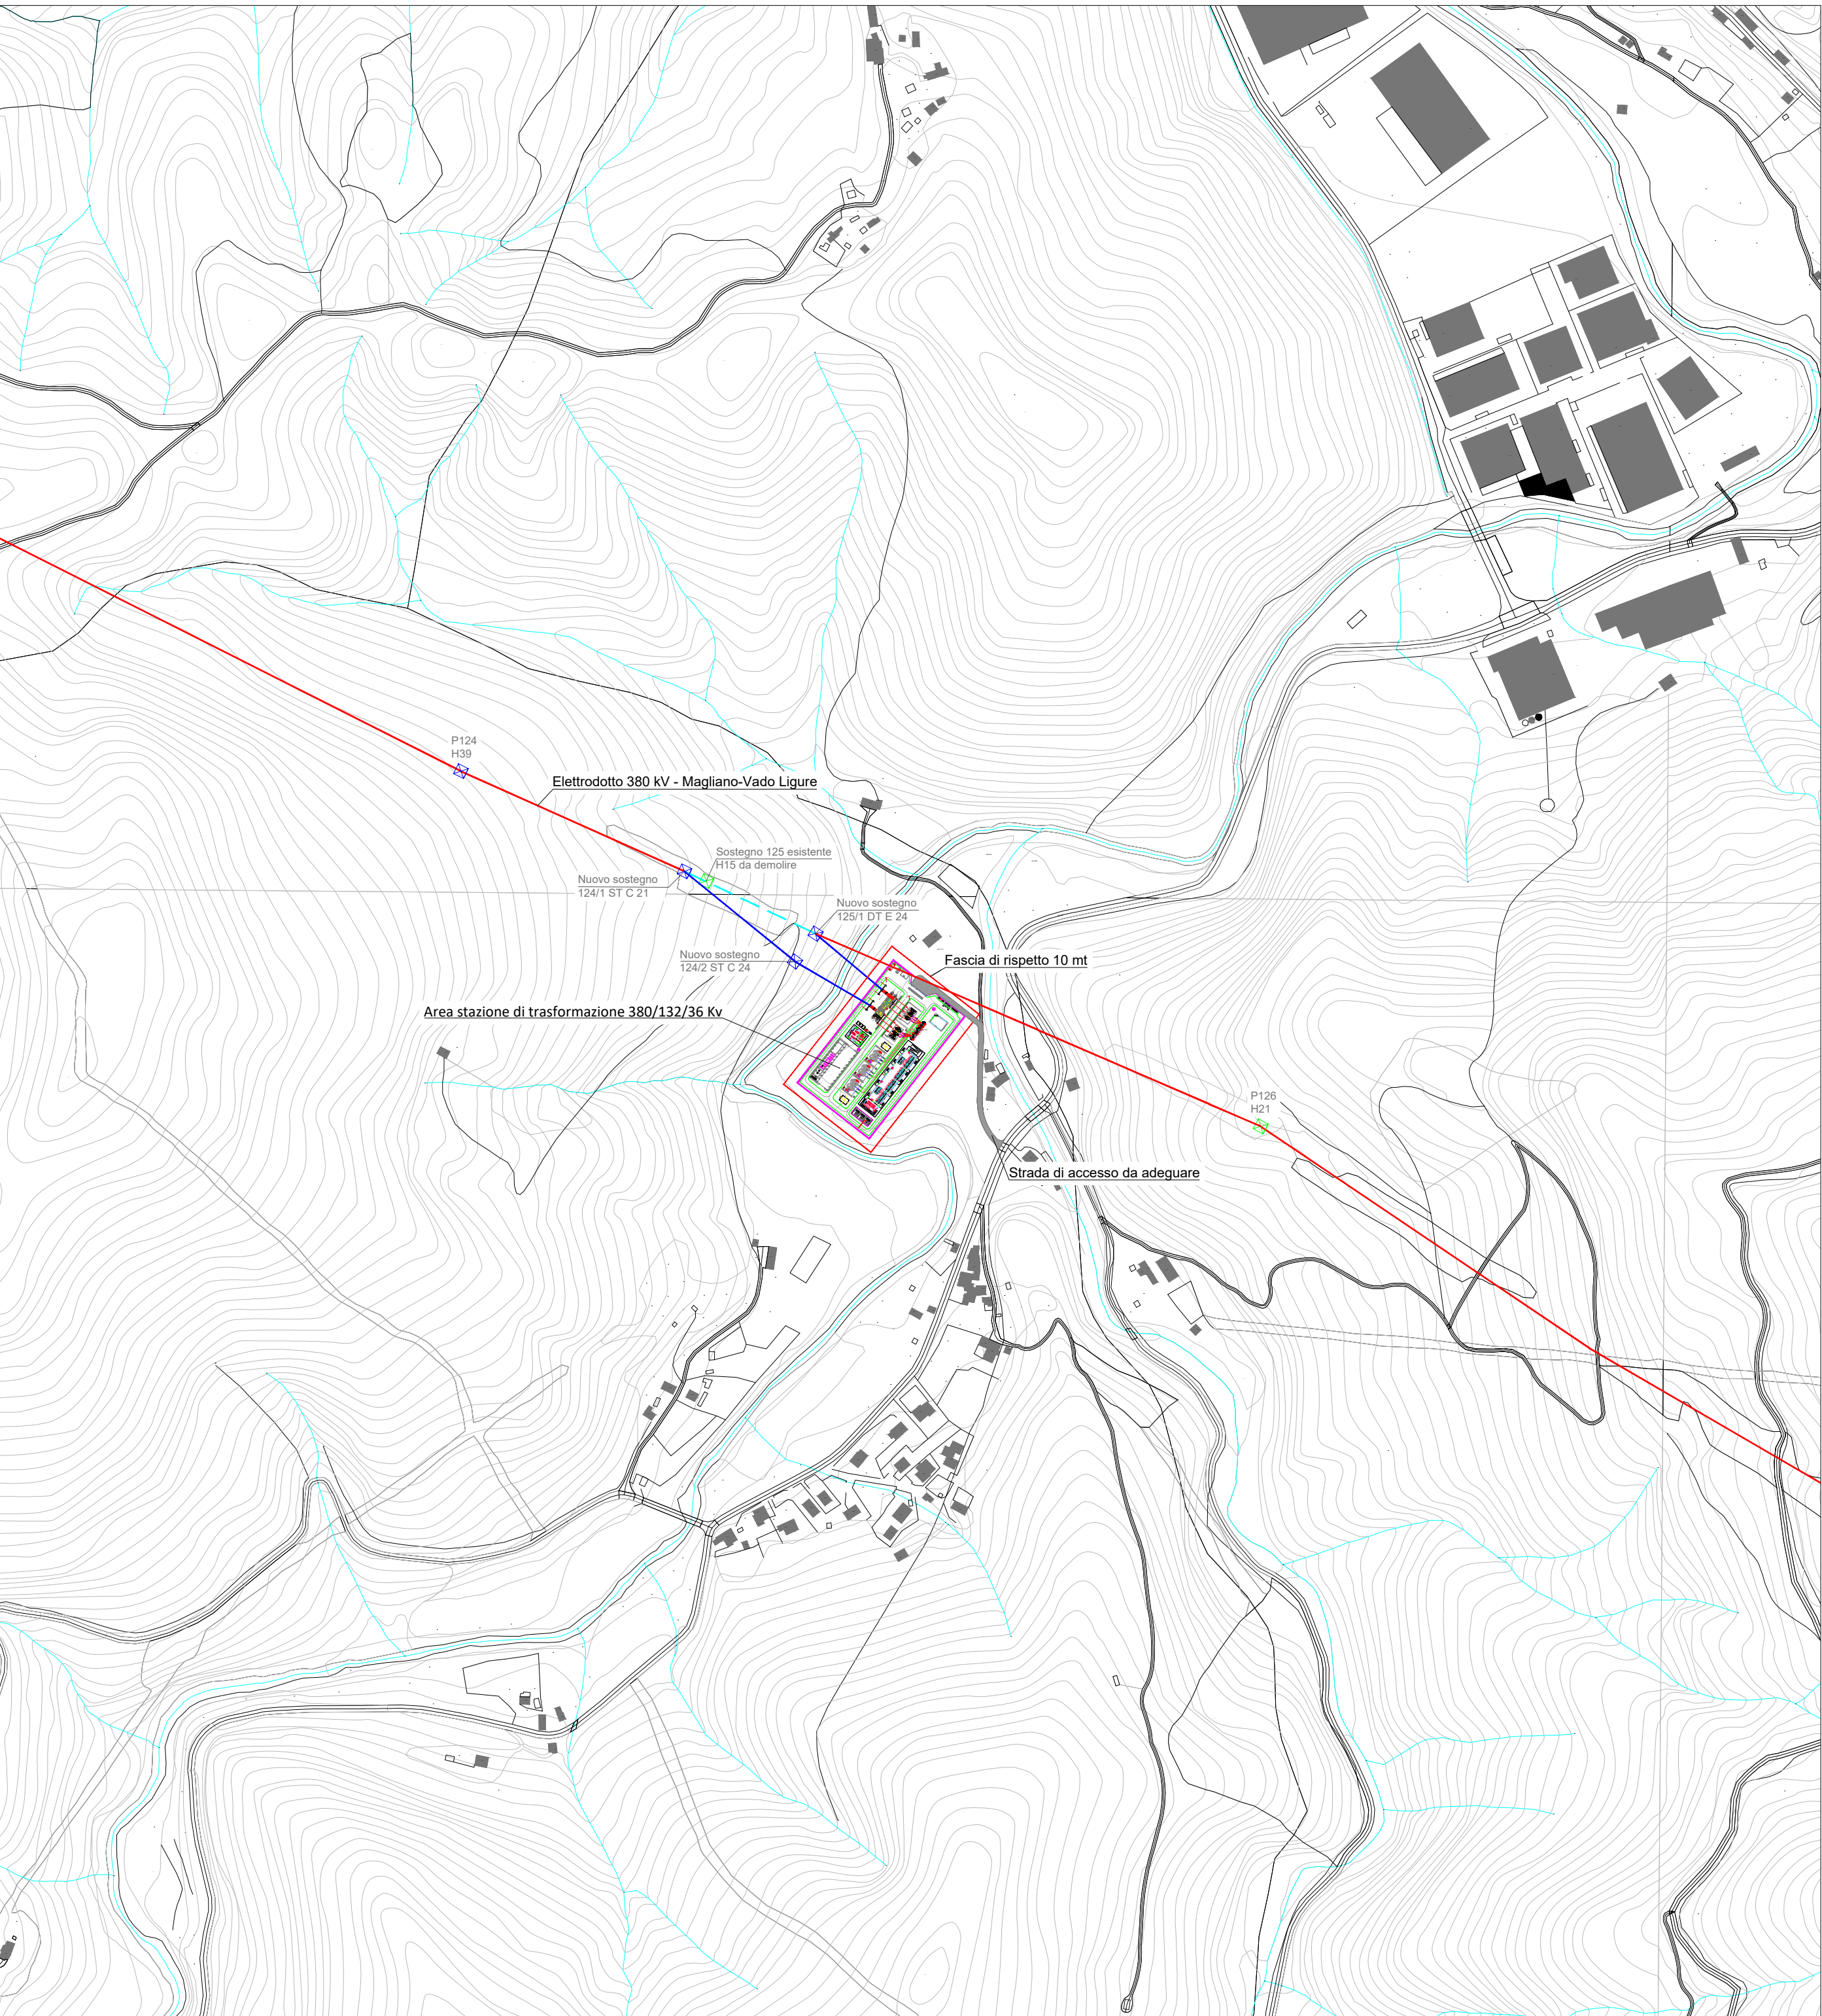 P124
H39
Elettrodotto 380 kV - Magliano-Vado Ligure
Sostegno 125 esistente
H15 da demolire
Nuovo sostegno
124/1 ST C 21
Nuovo sostegno
125/1 DT E 24
Nuovo sostegno
124/2 ST C 24
Fascia di rispetto 10 mt
Area stazione di trasformazione 380/132/36 Kv
P126
H21
Strada di accesso da adeguare